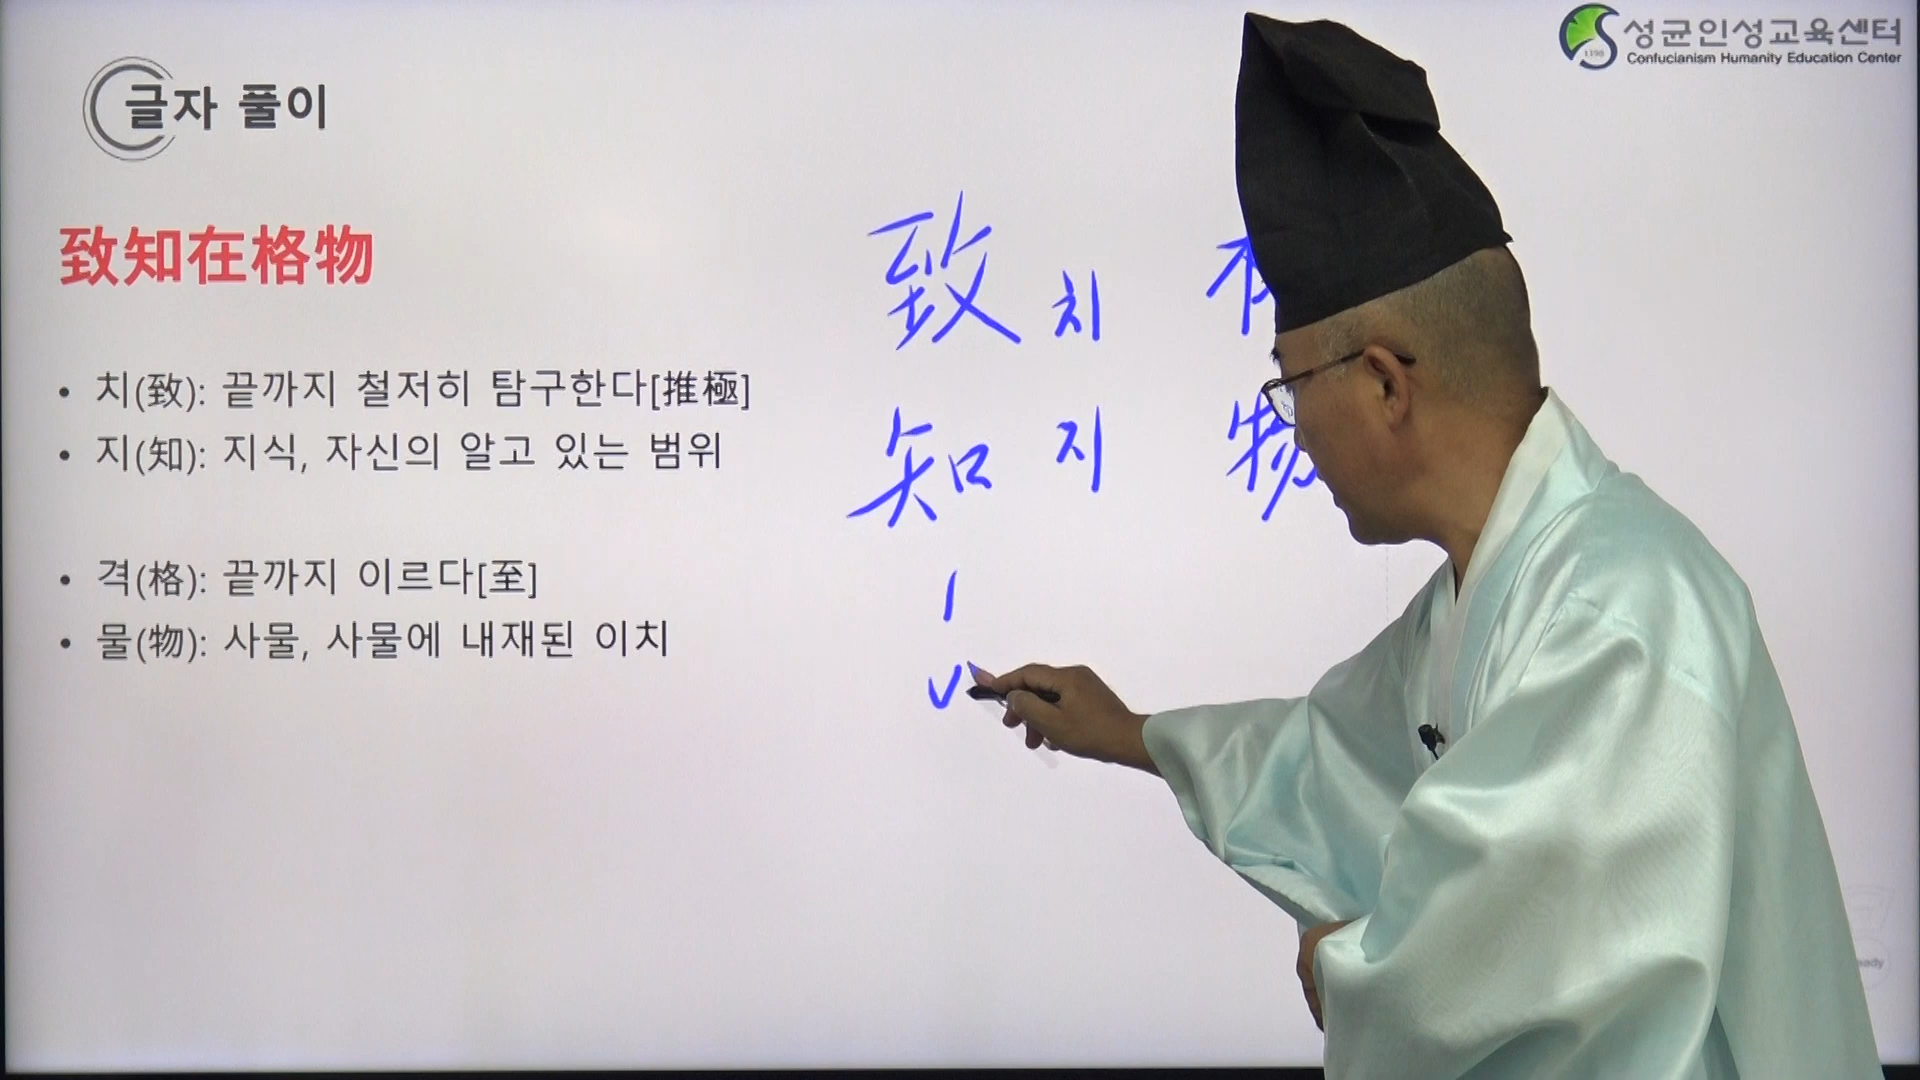 글자 풀이
성균인성교육센터
Confucianism Humanity Education Center
1398
致知在格物
• 치(致): 끝까지 철저히 탐구한다[推極]
• 지(知): 지식, 자신의 알고 있는 범위
• 격(格): 끝까지 이르다[至]
• 물(物): 사물, 사물에 내재된 이치
致 치
知 지
物